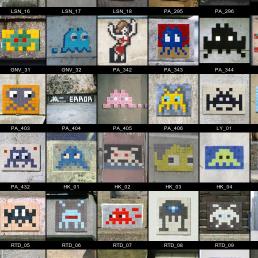 LSN_16 LSN_17 LSN_18 PA_295 PA_296
GNV_31 GNV_32 PA_342 PA_343 PA_344
ERROR
PA_403 PA_404 PA_405 PA_406 LY_01
PA_432 HK_01 HK_02 HK_03 HK_04
RTD_05 RTD_06 RTD_07 RTD_08 RTD_09